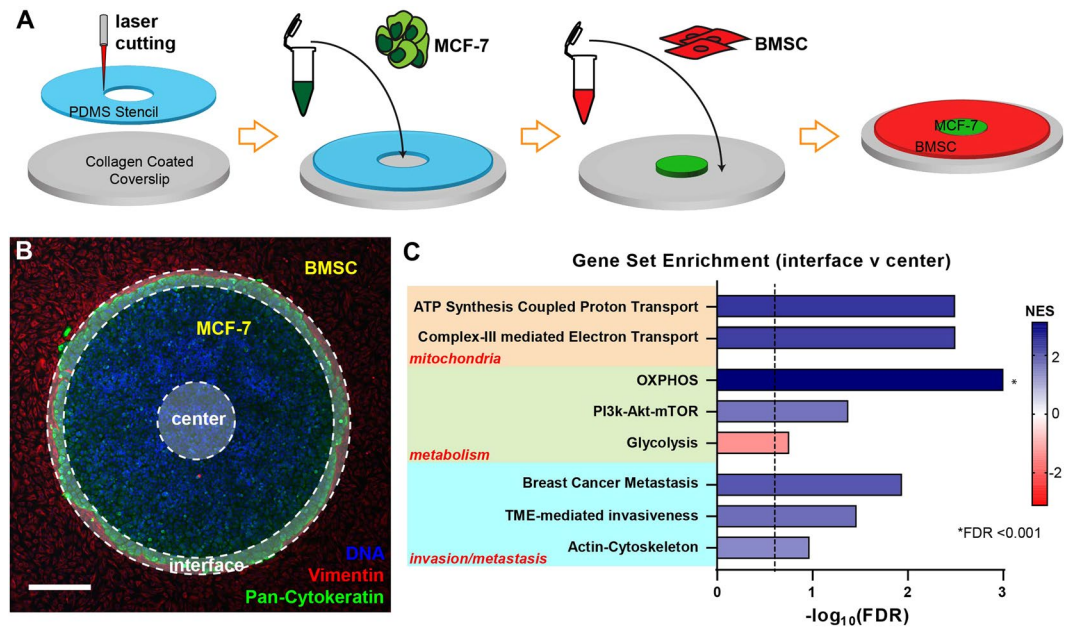 A
laser
cutting
PDMS Stencil
Collagen Coated
Coverslip
MCF-7
BMSC
MCF-7
BMSC
B
BMSC
MCF-7
center
interface
DNA
Vimentin
Pan-Cytokeratin
C
Gene Set Enrichment (interface v center)
ATP Synthesis Coupled Proton Transport
Complex-III mediated Electron Transport
mitochondria
OXPHOS
*
PI3k-Akt-mTOR
Glycolysis
metabolism
Breast Cancer Metastasis
TME-mediated invasiveness
Actin-Cytoskeleton
invasion/metastasis
*FDR <0.001
0 1 2 3
-log10(FDR)
NES
2
0
-2